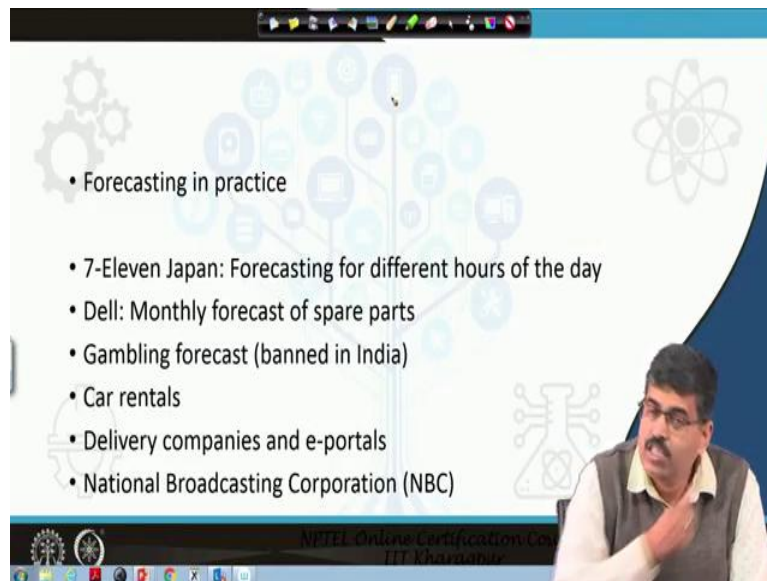 • Forecasting in practice
• 7-Eleven Japan: Forecasting for different hours of the day
• Dell: Monthly forecast of spare parts
• Gambling forecast (banned in India)
• Car rentals
• Delivery companies and e-portals
• National Broadcasting Corporation (NBC)
NPTEL Online Certification
IIT Kharagpur